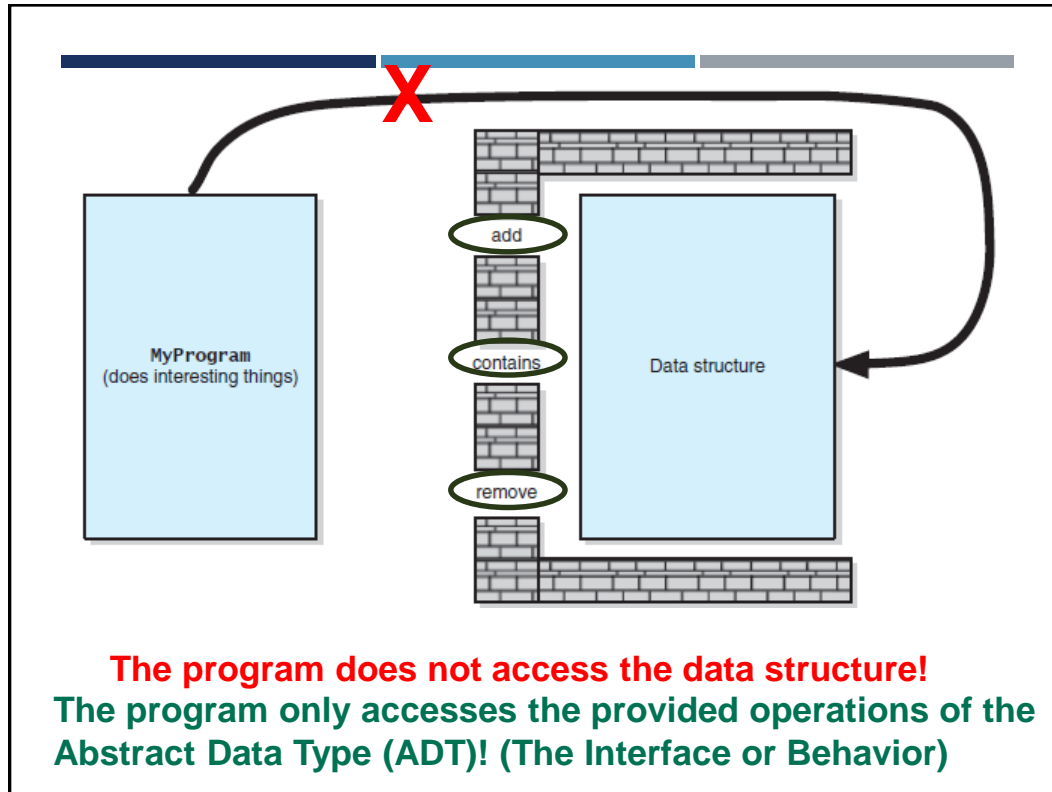 X
add
MyProgram
(does interesting things)
contains
Data structure
remove
The program does not access the data structure!
The program only accesses the provided operations of the
Abstract Data Type (ADT)! (The Interface or Behavior)